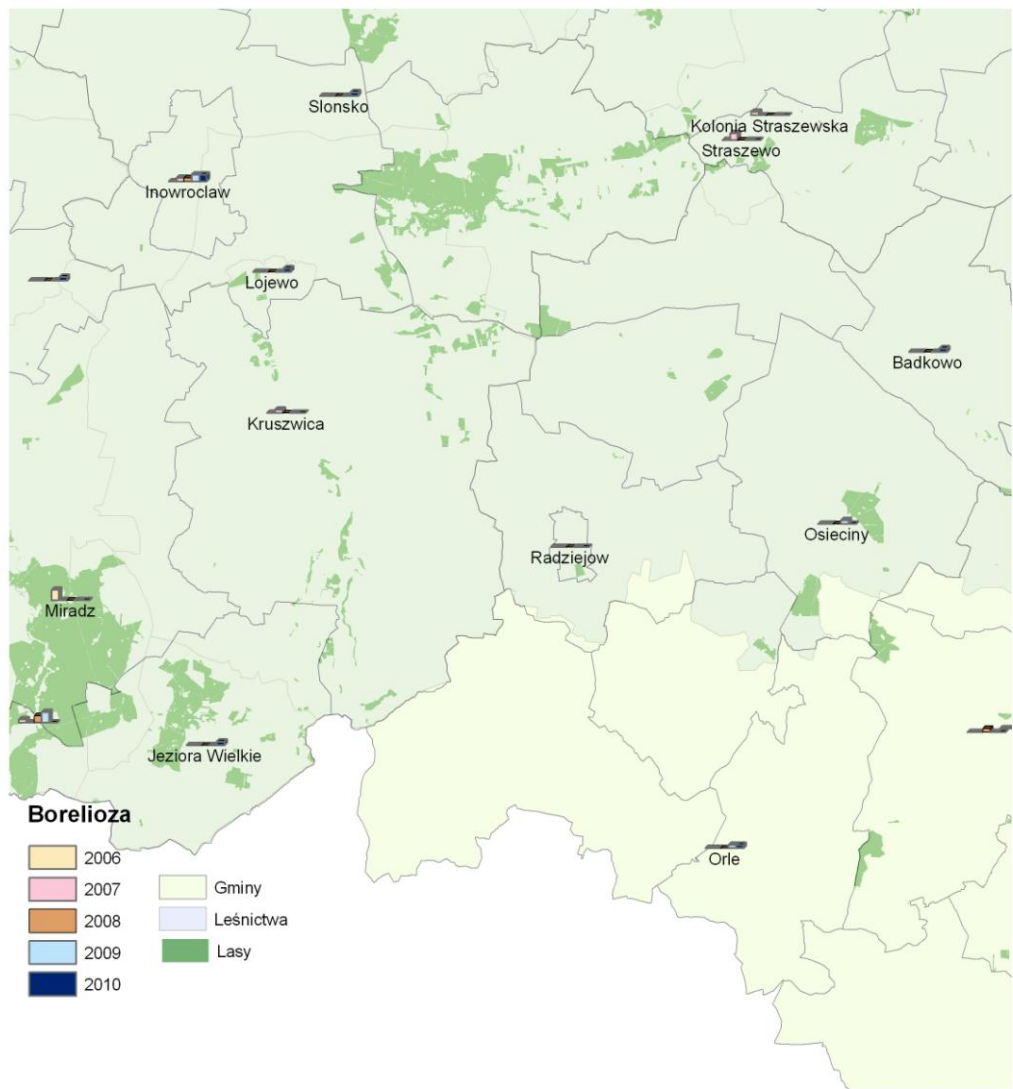 Slonsko
Kolonia Straszewska
Straszewo
Inowroclaw
Lojewo
Badkowo
Kruszwica
Osieciny
Radziejow
Miradz
Jeziora Wielkie
Orle
Borelioza
2006
2007
2008
2009
2010
Gminy
Leśnictwa
Lasy